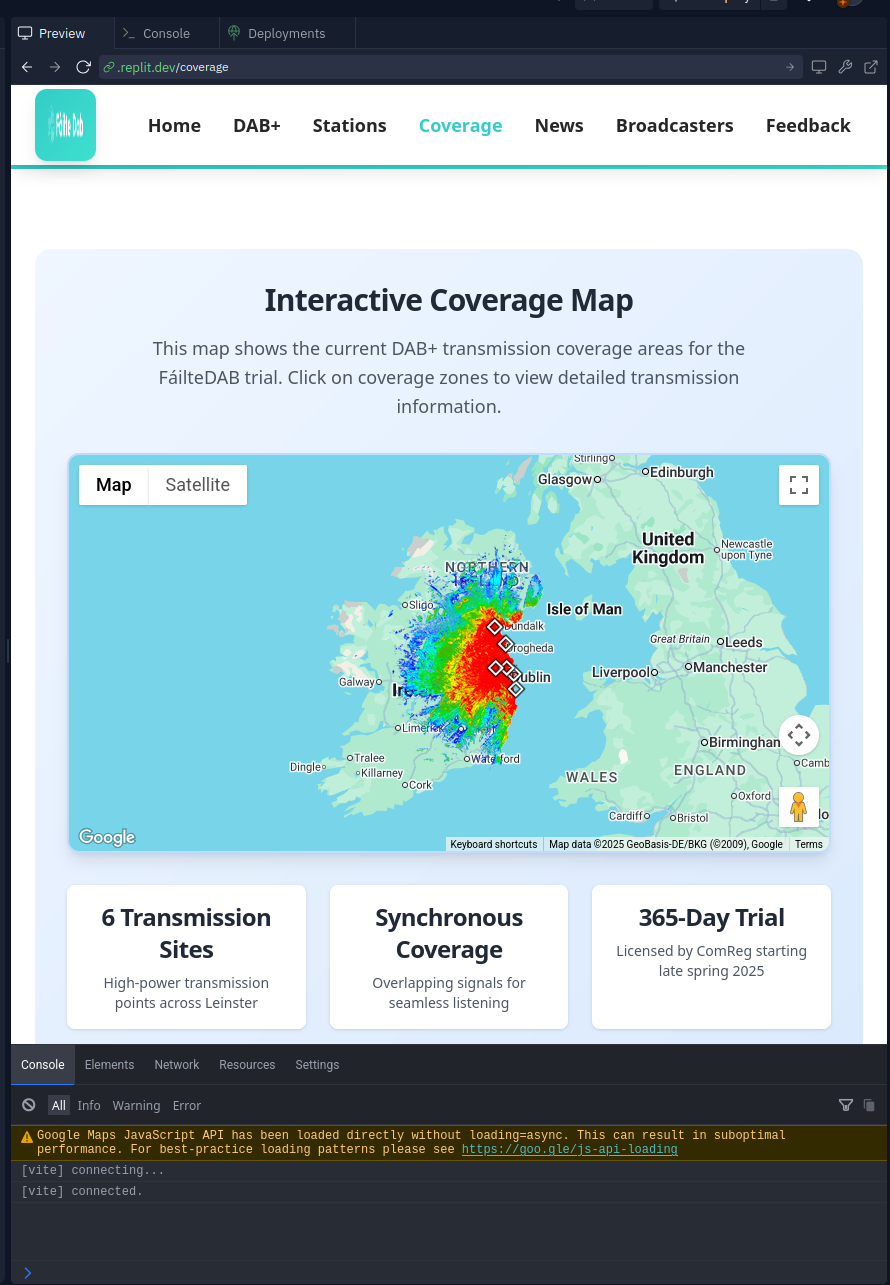 Preview
Console
Deployments
.replit.dev/coverage
Fáilte Dab
Home
DAB+
Stations
Coverage
News
Broadcasters
Feedback
Interactive Coverage Map
This map shows the current DAB+ transmission coverage areas for the
FáilteDAB trial. Click on coverage zones to view detailed transmission
information.
Map
Satellite
Stirling
Glasgow
Edinburgh
United
Kingdom
Newcastle
upon Tyne
NORTHERN
Sligo
Isle of Man
Dundalk
Great Britain
Leeds
Drogheda
Liverpool
Manchester
Galway
Dublin
Limerick
Birmingham
Tralee
Waterford
Dingle
Killarney
Cork
WALES
ENGLAND
Camb
Oxford
Cardiff
Bristol
Google
Keyboard shortcuts
Map data ©2025 GeoBasis-DE/BKG (©2009), Google
Terms
6 Transmission
Sites
High-power transmission
points across Leinster
Synchronous
Coverage
Overlapping signals for
seamless listening
365-Day Trial
Licensed by ComReg starting
late spring 2025
Console
Elements
Network
Resources
Settings
All
Info
Warning
Error
Google Maps JavaScript API has been loaded directly without loading=async. This can result in suboptimal
performance. For best-practice loading patterns please see https://goo.gle/js-api-loading
[vite] connecting...
[vite] connected.